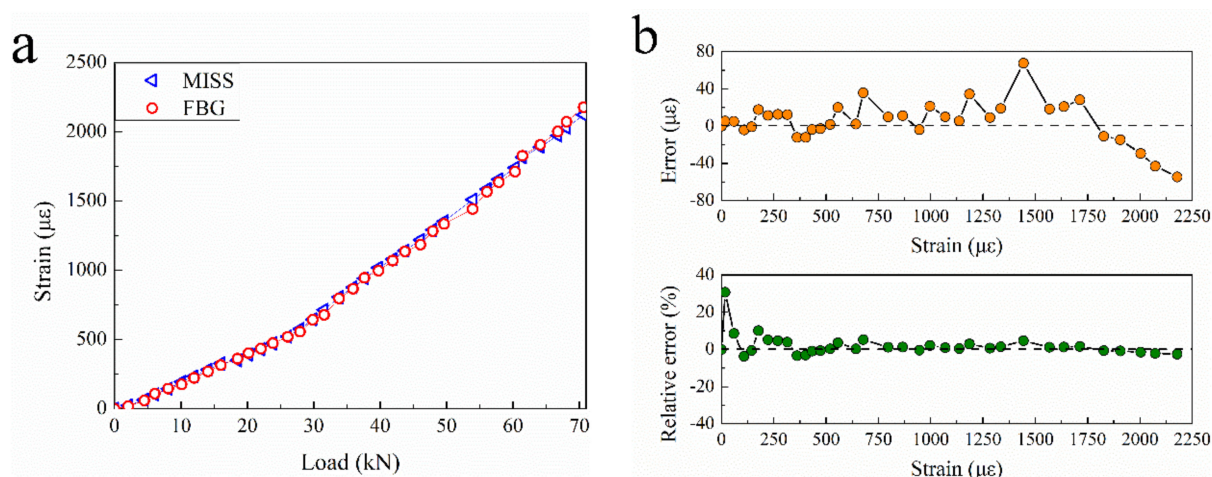 a
2500
2000
1500
1000
500
0
Strain (με)
MISS
FBG
0 10 20 30 40 50 60 70
Load (kN)
b
80
40
0
-40
-80
Error (με)
0 250 500 750 1000 1250 1500 1750 2000 2250
Strain (με)
40
20
0
-20
-40
Relative error (%)
0 250 500 750 1000 1250 1500 1750 2000 2250
Strain (με)